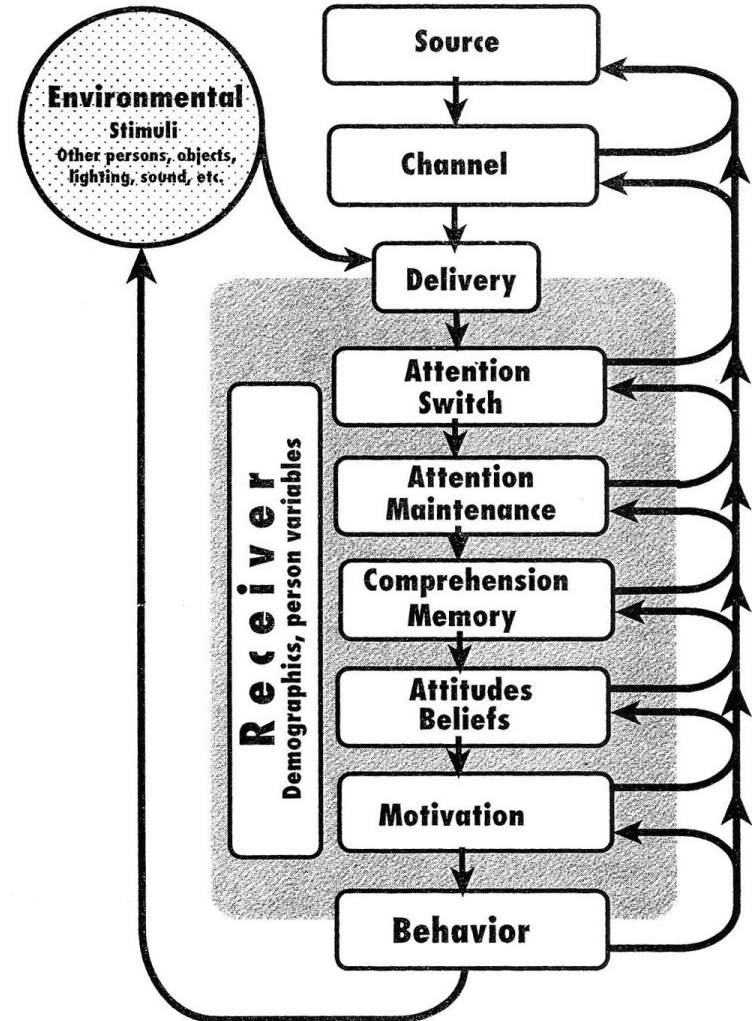 Source
Environmental
Stimuli
Other persons, objects,
lighting, sound, etc.
Channel
Delivery
Attention
Switch
Receiver
Demographics, person variables
Attention
Maintenance
Comprehension
Memory
Attitudes
Beliefs
Motivation
Behavior